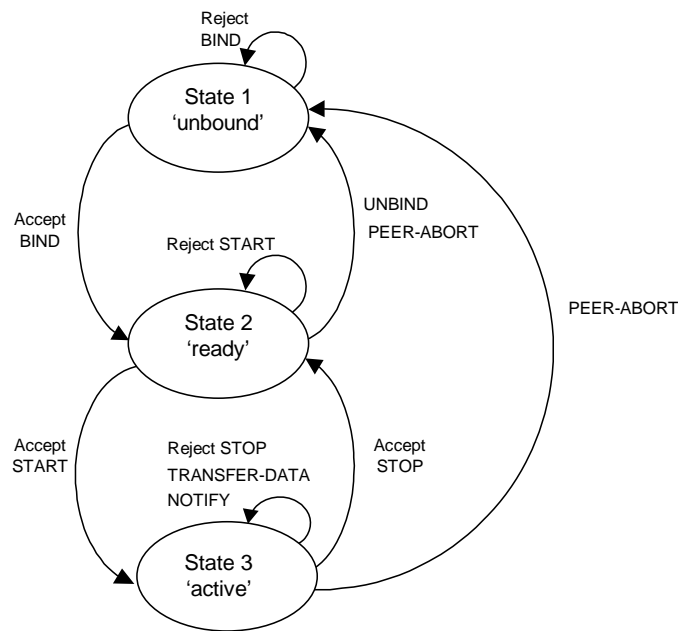 Reject
BIND
State 1
‘unbound’
Accept
BIND
UNBIND
PEER-ABORT
Reject START
PEER-ABORT
State 2
‘ready’
Accept
START
Reject STOP
TRANSFER-DATA
NOTIFY
Accept
STOP
State 3
‘active’